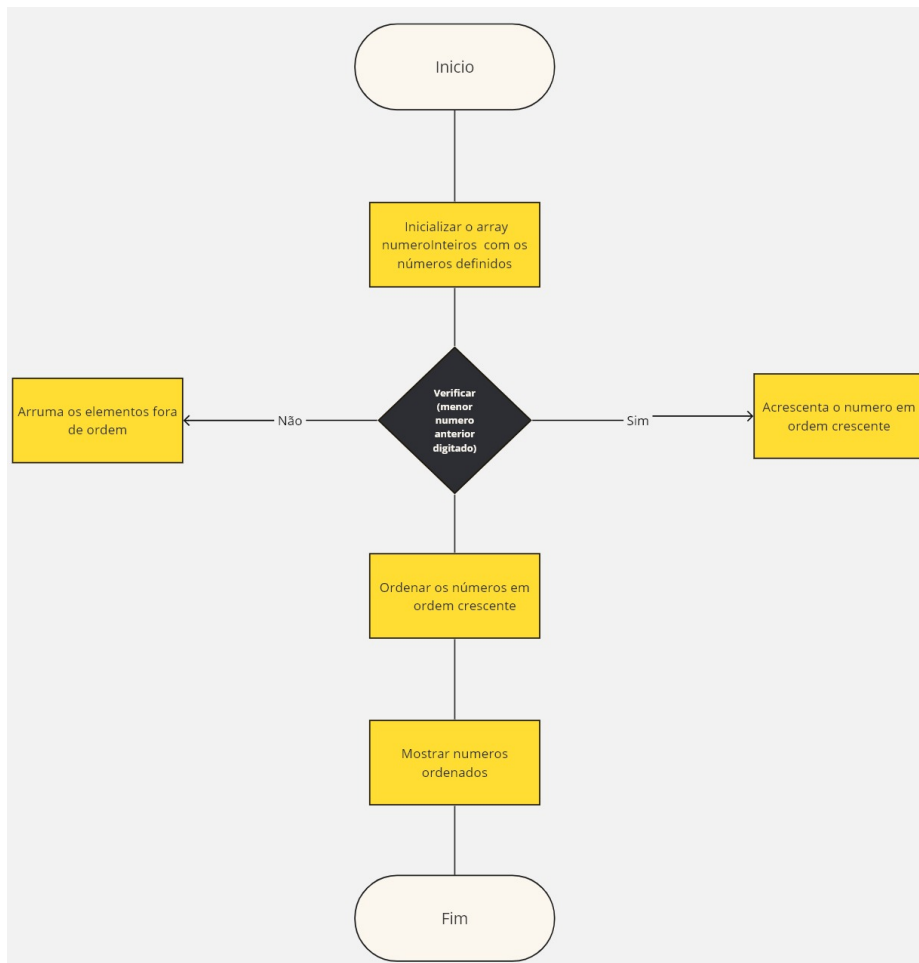 Inicio
Inicializar o array
numeroInteiros com os
números definidos
Verificar
(menor
numero
anterior
digitado)
Arruma os elementos fora
de ordem
Não
Sim
Acrescenta o numero em
ordem crescente
Ordenar os números em
ordem crescente
Mostrar numeros
ordenados
Fim